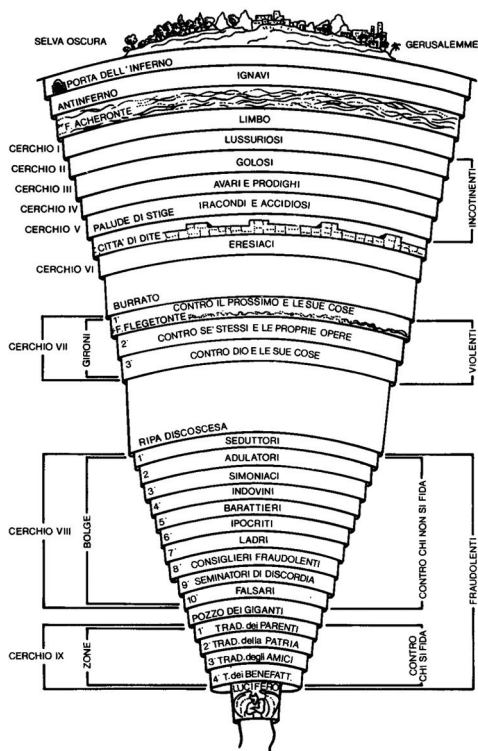 SELVA OSCURA
GERUSALEMME
PORTA DELL'INFERNO
IGNAVI
ANTINFERNO
F. ACHERONTE
LIMBO
CERCHIO I
LUSSURIOSI
CERCHIO II
GOLOSI
CERCHIO III
AVARI E PRODIGHI
CERCHIO IV
IRACONDI E ACCIDIOSI
CERCHIO V
PALUDE DI STIGE
INCOTINENTI
CITTA' DI DITE
ERESIACI
CERCHIO VI
BURRATO
CONTRO IL PROSSIMO E LE SUE COSE
1'
F. FLEGETONTE
2' CONTRO SE' STESSI E LE PROPRIE OPERE
CERCHIO VII
GIRONI
3' CONTRO DIO E LE SUE COSE
VIOLENTI
RIPA DISCOSCESA
SEDUTTORI
1' ADULATORI
2 SIMONIACI
3' INDOVINI
4' BARATTIERI
5' IPOCRITI
6' LADRI
7'
8' CONSIGLIERI FRAUDOLENTI
9' SEMINATORI DI DISCORDIA
10' FALSARI
CERCHIO VIII
BOLGE
CONTRO CHI NON SI FIDA
FRAUDOLENTI
POZZO DEI GIGANTI
1' TRAD. dei PARENTI
2' TRAD. della PATRIA
3' TRAD. degli AMICI
4' T. dei BENEFATT.
CERCHIO IX
ZONE
CONTRO
CHI SI FIDA
LUCIFERO